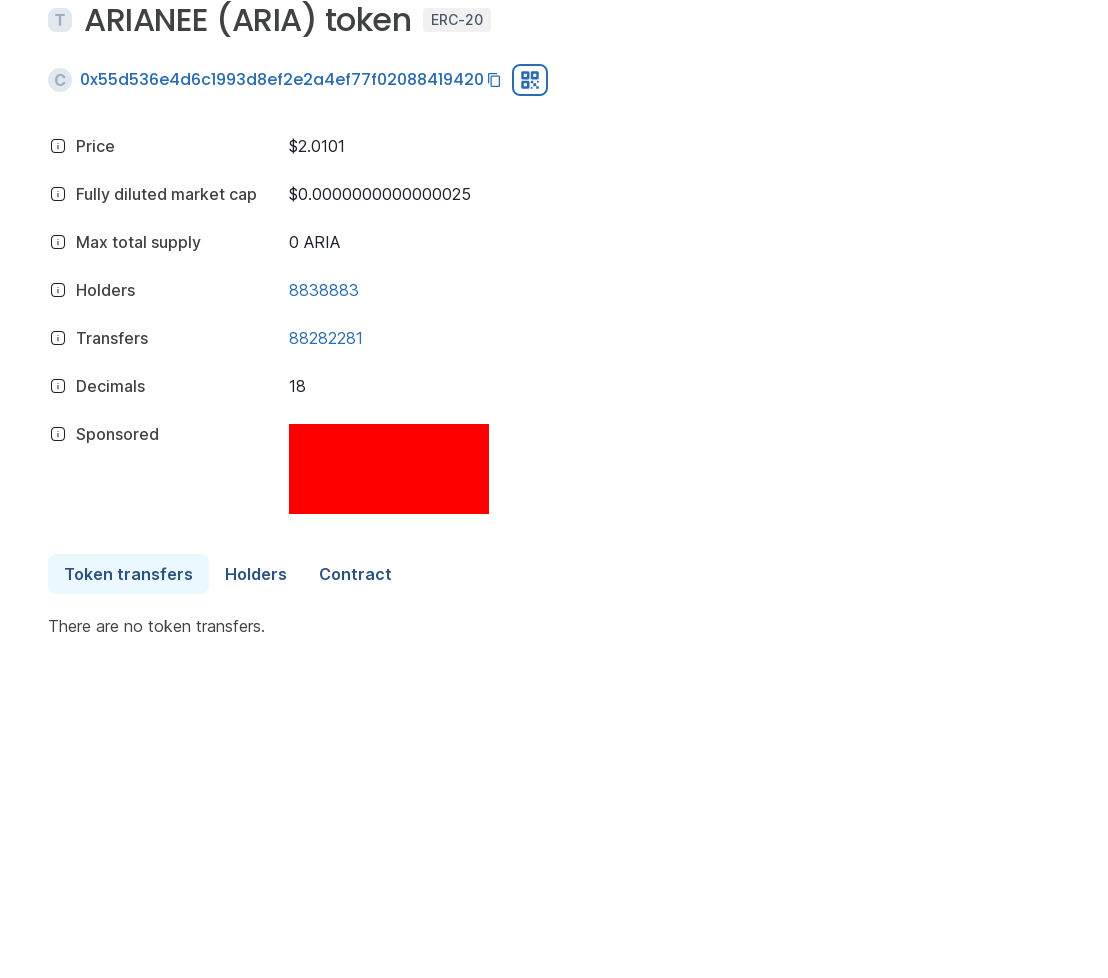 T ARIANEE (ARIA) token ERC-20
C 0x55d536e4d6c1993d8ef2e2a4ef77f02088419420
Price $2.0101
Fully diluted market cap $0.0000000000000025
Max total supply 0 ARIA
Holders 8838883
Transfers 88282281
Decimals 18
Sponsored
Token transfers Holders Contract
There are no token transfers.